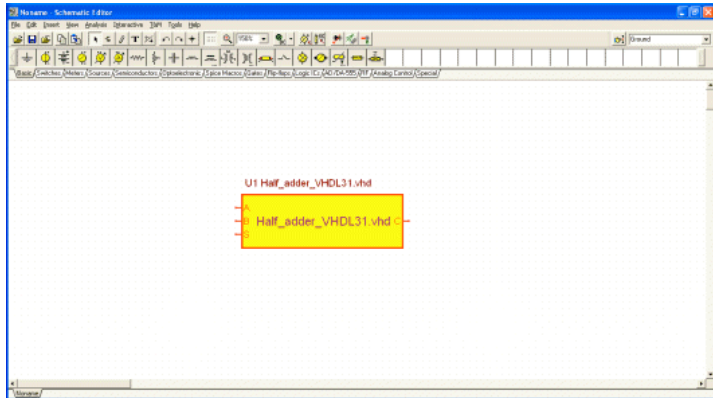 Noname - Schematic Editor
File Edit Insert View Analysis Interactive T&M Tools Help
Ground
Basic Switches Meters Sources Semiconductors Optoelectronic Spice Macros Gates Flip-flops Logic ICs AD/DA-555 RF Analog Control Special
U1 Half_adder_VHDL31.vhd
A
B Half_adder_VHDL31.vhd C
S
Noname